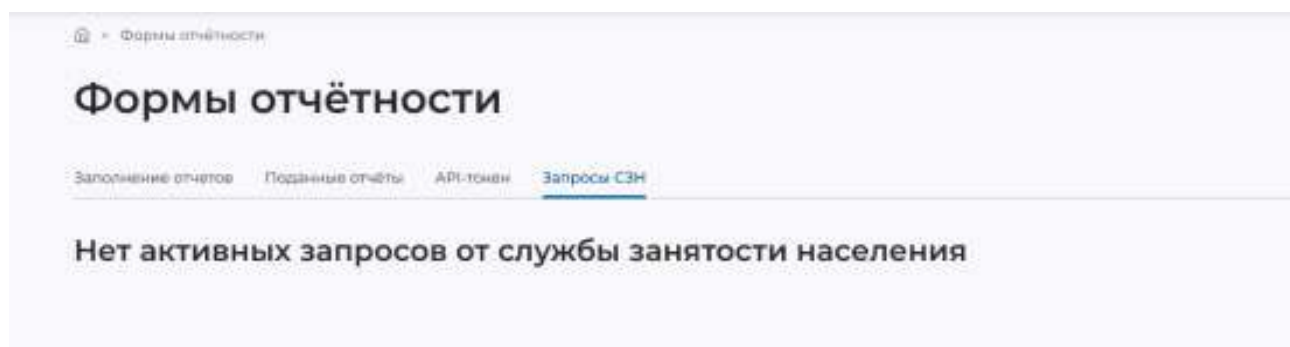 Формы отчётности
Формы отчётности
Заполнение отчетов Поданные отчёты API-токен Запросы СЗН
Нет активных запросов от службы занятости населения